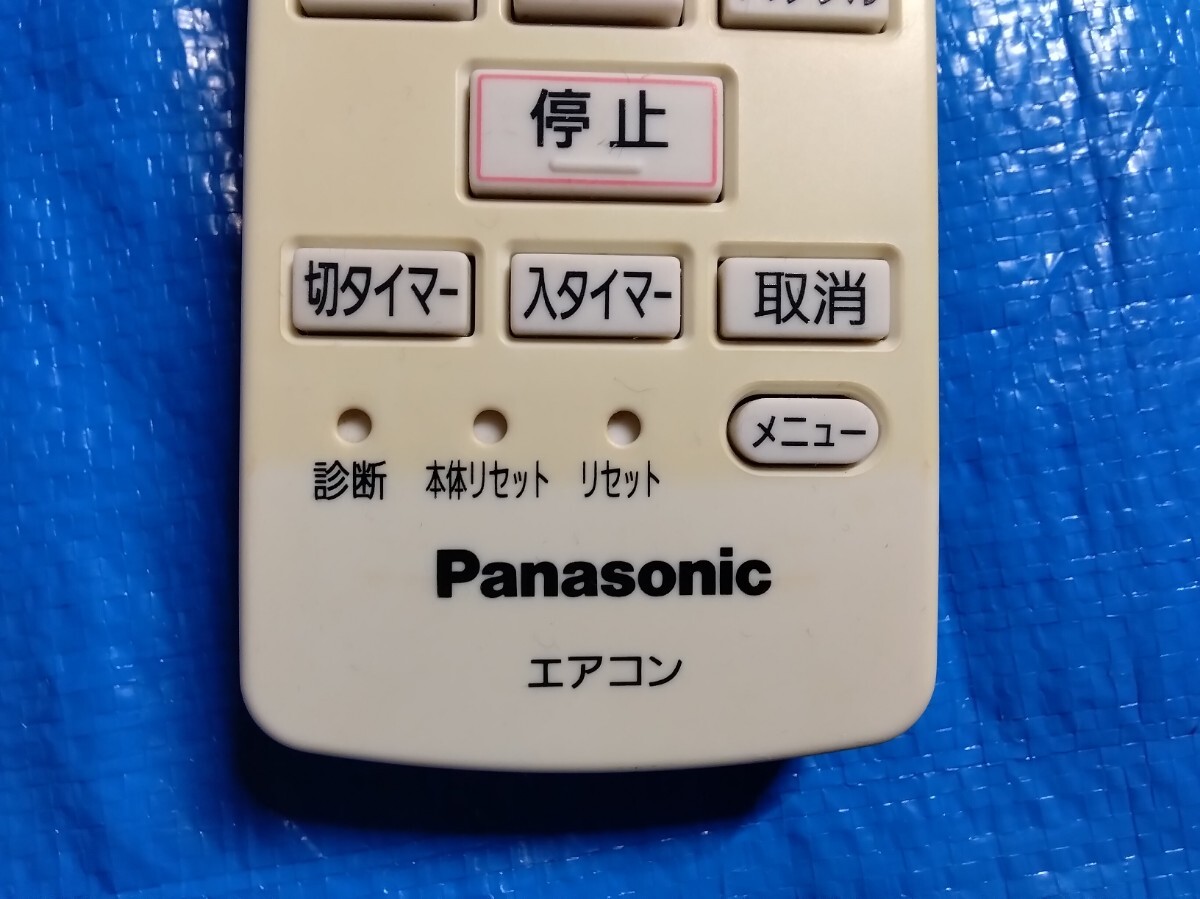 停止
切タイマー 入タイマー 取消
メニュー
診断 本体リセット リセット
Panasonic
エアコン